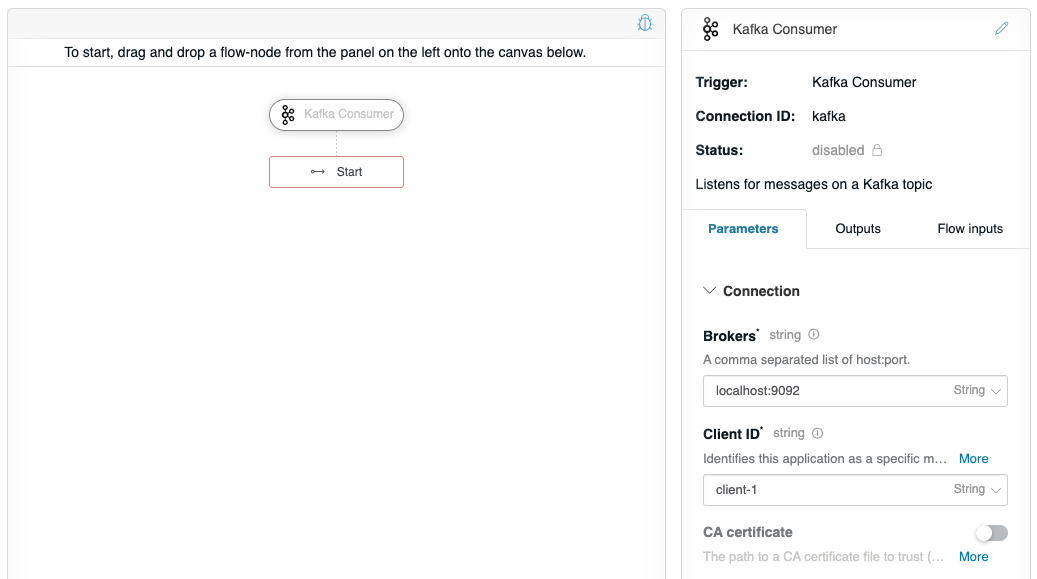 To start, drag and drop a flow-node from the panel on the left onto the canvas below.
Kafka Consumer
Start
Kafka Consumer
Trigger: Kafka Consumer
Connection ID: kafka
Status: disabled
Listens for messages on a Kafka topic
Parameters Outputs Flow inputs
Connection
Brokers* string
A comma separated list of host:port.
localhost:9092 String
Client ID* string
Identifies this application as a specific m... More
client-1 String
CA certificate
The path to a CA certificate file to trust (... More